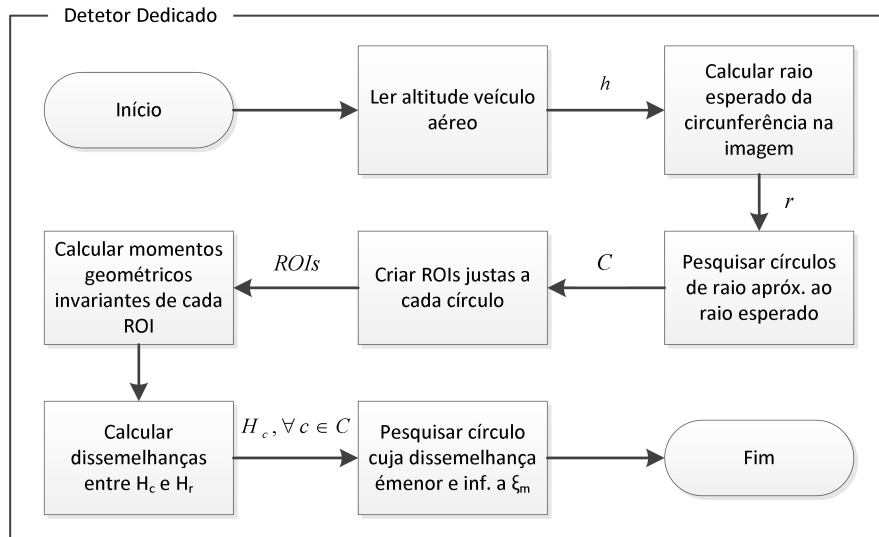 Detetor Dedicado
Início
Ler altitude veículo
aéreo
h
Calcular raio
esperado da
circunferência na
imagem
r
Pesquisar círculos
de raio apróx. ao
raio esperado
C
Criar ROIs justas a
cada círculo
ROIs
Calcular momentos
geométricos
invariantes de cada
ROI
Calcular
dissemelhanças
entre Hc e Hr
H c , ∀ c ∈ C
Pesquisar círculo
cuja dissemelhança
émenor e inf. a ξm
Fim